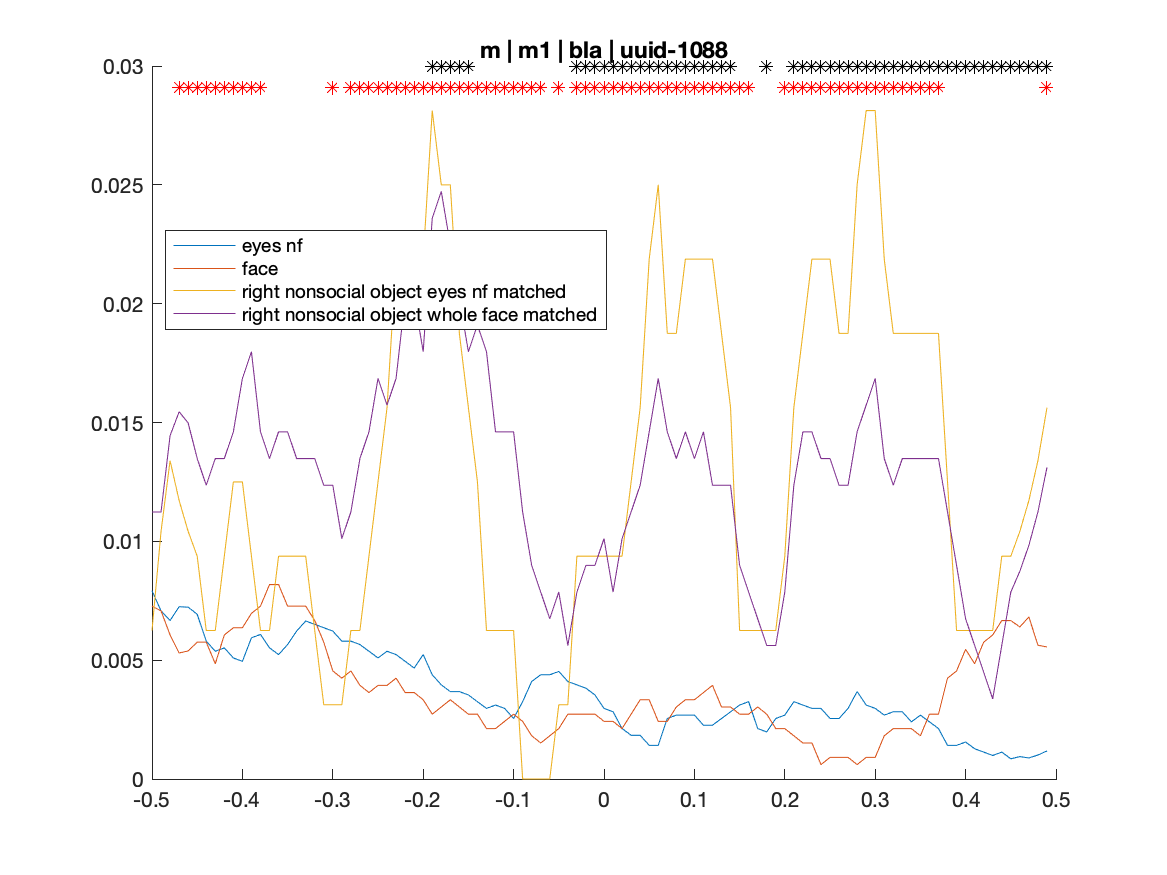 m | m1 | bla | uuid-1088
0.03
0.025
0.02
0.015
0.01
0.005
0
eyes nf
face
right nonsocial object eyes nf matched
right nonsocial object whole face matched
-0.5 -0.4 -0.3 -0.2 -0.1 0 0.1 0.2 0.3 0.4 0.5